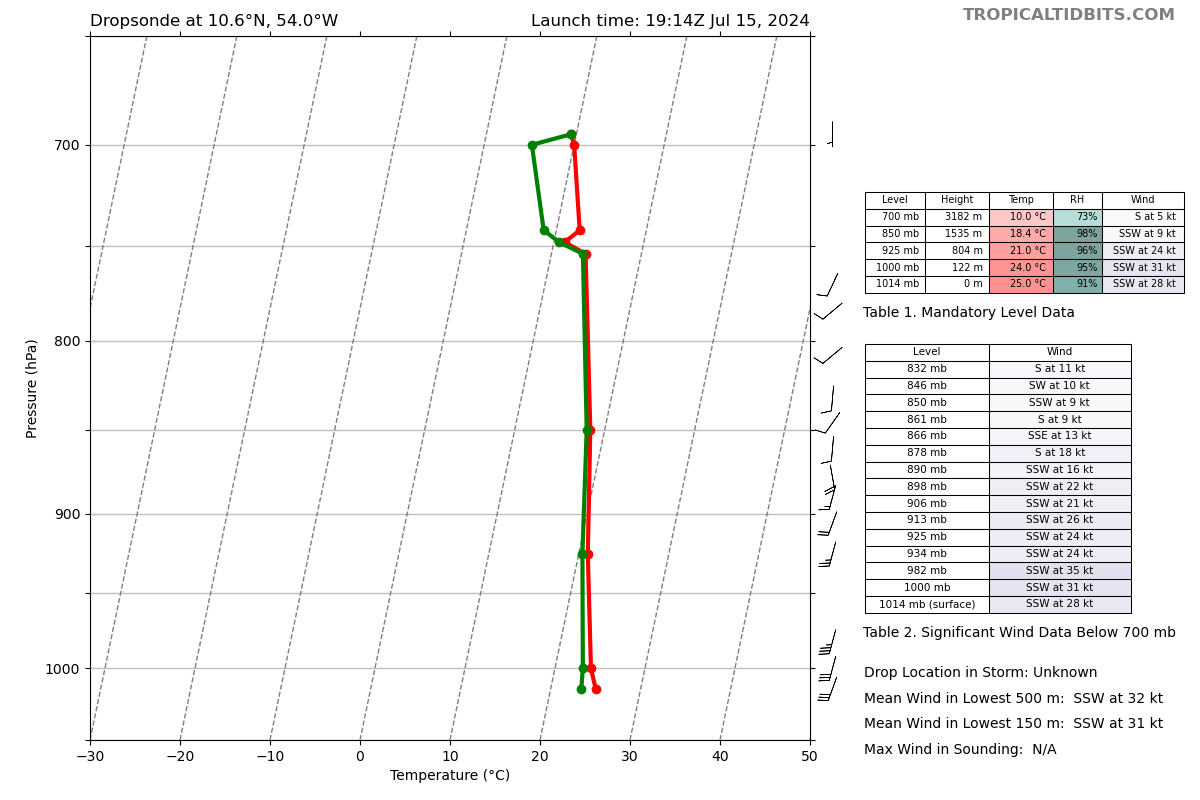 Dropsonde at 10.6°N, 54.0°W
Launch time: 19:14Z Jul 15, 2024
TROPICALTIDBITS.COM
700
800
900
1000
Pressure (hPa)
−30 −20 −10 0 10 20 30 40 50
Temperature (°C)
Level Height Temp RH Wind
700 mb 3182 m 10.0 °C 73% S at 5 kt
850 mb 1535 m 18.4 °C 98% SSW at 9 kt
925 mb 804 m 21.0 °C 96% SSW at 24 kt
1000 mb 122 m 24.0 °C 95% SSW at 31 kt
1014 mb 0 m 25.0 °C 91% SSW at 28 kt
Table 1. Mandatory Level Data
Level Wind
832 mb S at 11 kt
846 mb SW at 10 kt
850 mb SSW at 9 kt
861 mb S at 9 kt
866 mb SSE at 13 kt
878 mb S at 18 kt
890 mb SSW at 16 kt
898 mb SSW at 22 kt
906 mb SSW at 21 kt
913 mb SSW at 26 kt
925 mb SSW at 24 kt
934 mb SSW at 24 kt
982 mb SSW at 35 kt
1000 mb SSW at 31 kt
1014 mb (surface) SSW at 28 kt
Table 2. Significant Wind Data Below 700 mb
Drop Location in Storm: Unknown
Mean Wind in Lowest 500 m: SSW at 32 kt
Mean Wind in Lowest 150 m: SSW at 31 kt
Max Wind in Sounding: N/A